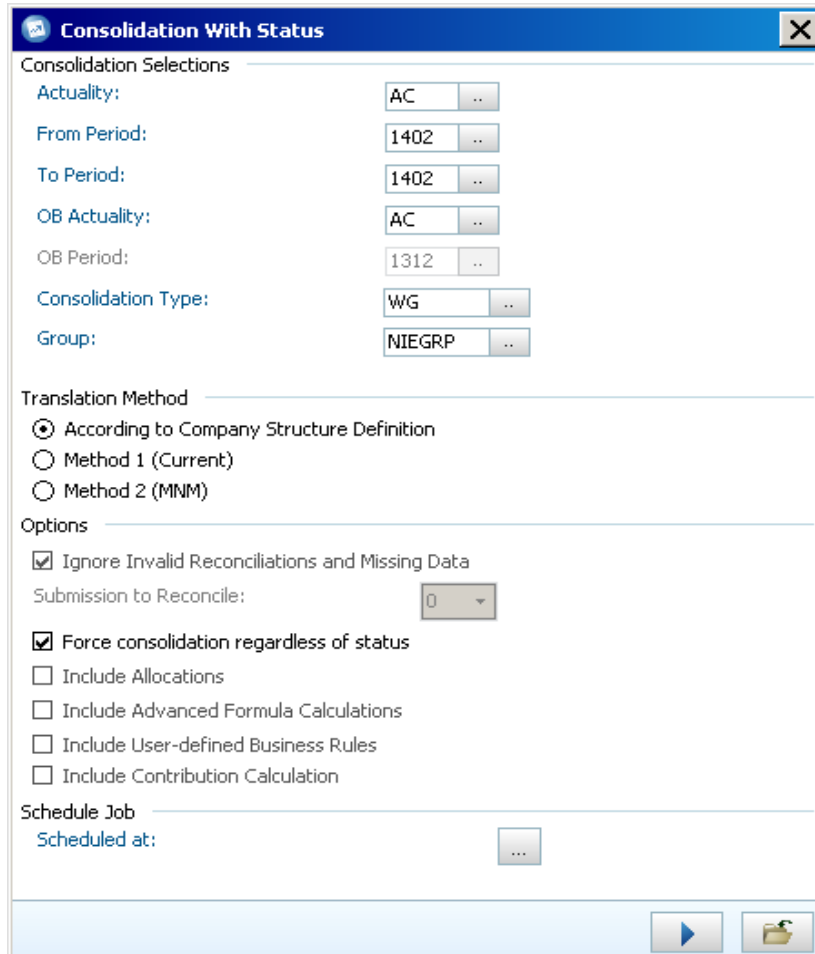 Consolidation With Status
Consolidation Selections
Actuality: AC ..
From Period: 1402 ..
To Period: 1402 ..
OB Actuality: AC ..
OB Period: 1312 ..
Consolidation Type: WG ..
Group: NIEGRP ..
Translation Method
According to Company Structure Definition
Method 1 (Current)
Method 2 (MNM)
Options
Ignore Invalid Reconciliations and Missing Data
Submission to Reconcile: 0
Force consolidation regardless of status
Include Allocations
Include Advanced Formula Calculations
Include User-defined Business Rules
Include Contribution Calculation
Schedule Job
Scheduled at: ...